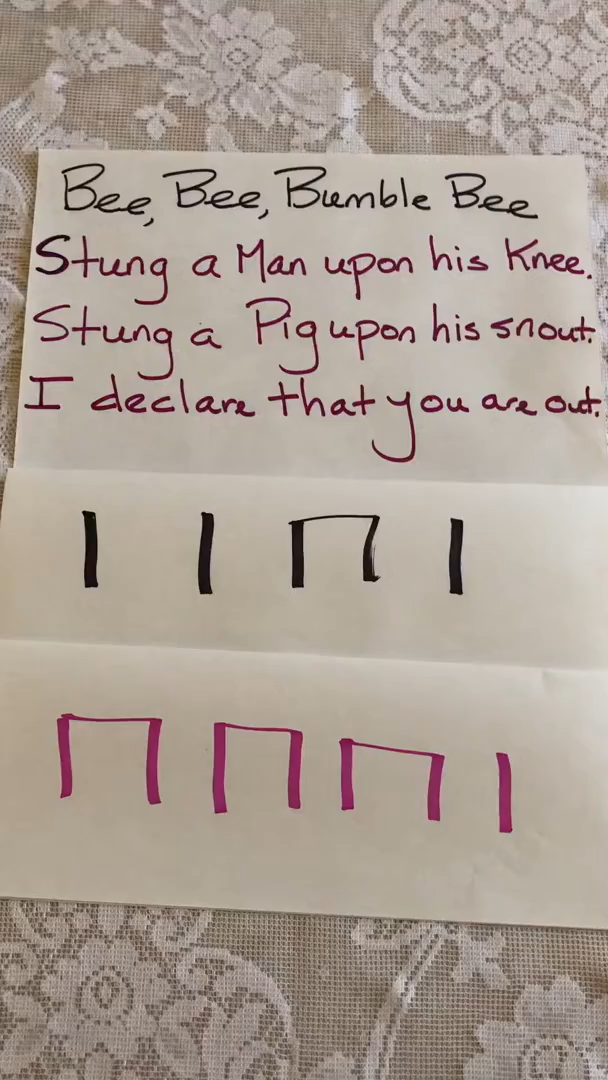 Bee, Bee, Bumble Bee
Stung a Man upon his Knee.
Stung a Pig upon his snout.
I declare that you are out.